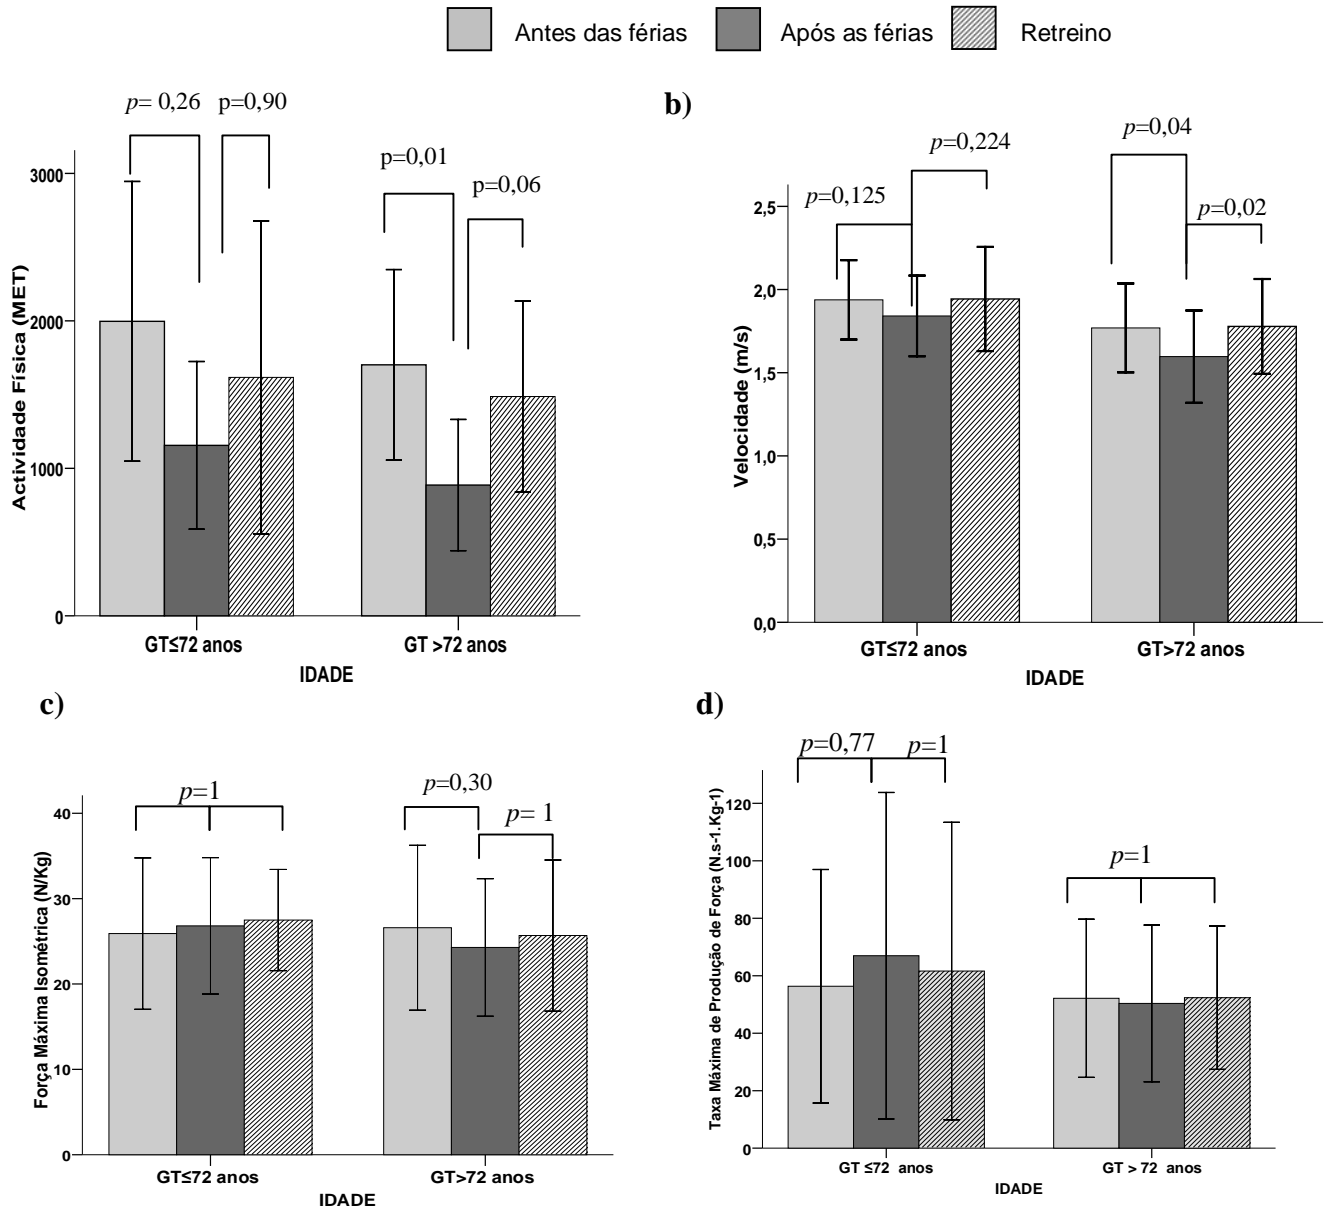 Antes das férias
Após as férias
Retreino
p= 0,26
p=0,90
p=0,01
p=0,06
3000
2000
1000
0
Actividade Física (MET)
GT≤72 anos
GT >72 anos
IDADE
b)
p=0,125
p=0,224
p=0,04
p=0,02
2,5
2,0
1,5
1,0
0,5
0,0
Velocidade (m/s)
GT≤72 anos
GT>72 anos
IDADE
c)
p=1
p=0,30
p= 1
40
30
20
10
0
Força Máxima Isométrica (N/Kg)
GT≤72 anos
GT>72 anos
IDADE
d)
p=0,77
p=1
p=1
120
100
80
60
40
20
0
Taxa Máxima de Produção de Força (N.s-1.Kg-1)
GT ≤72 anos
GT > 72 anos
IDADE